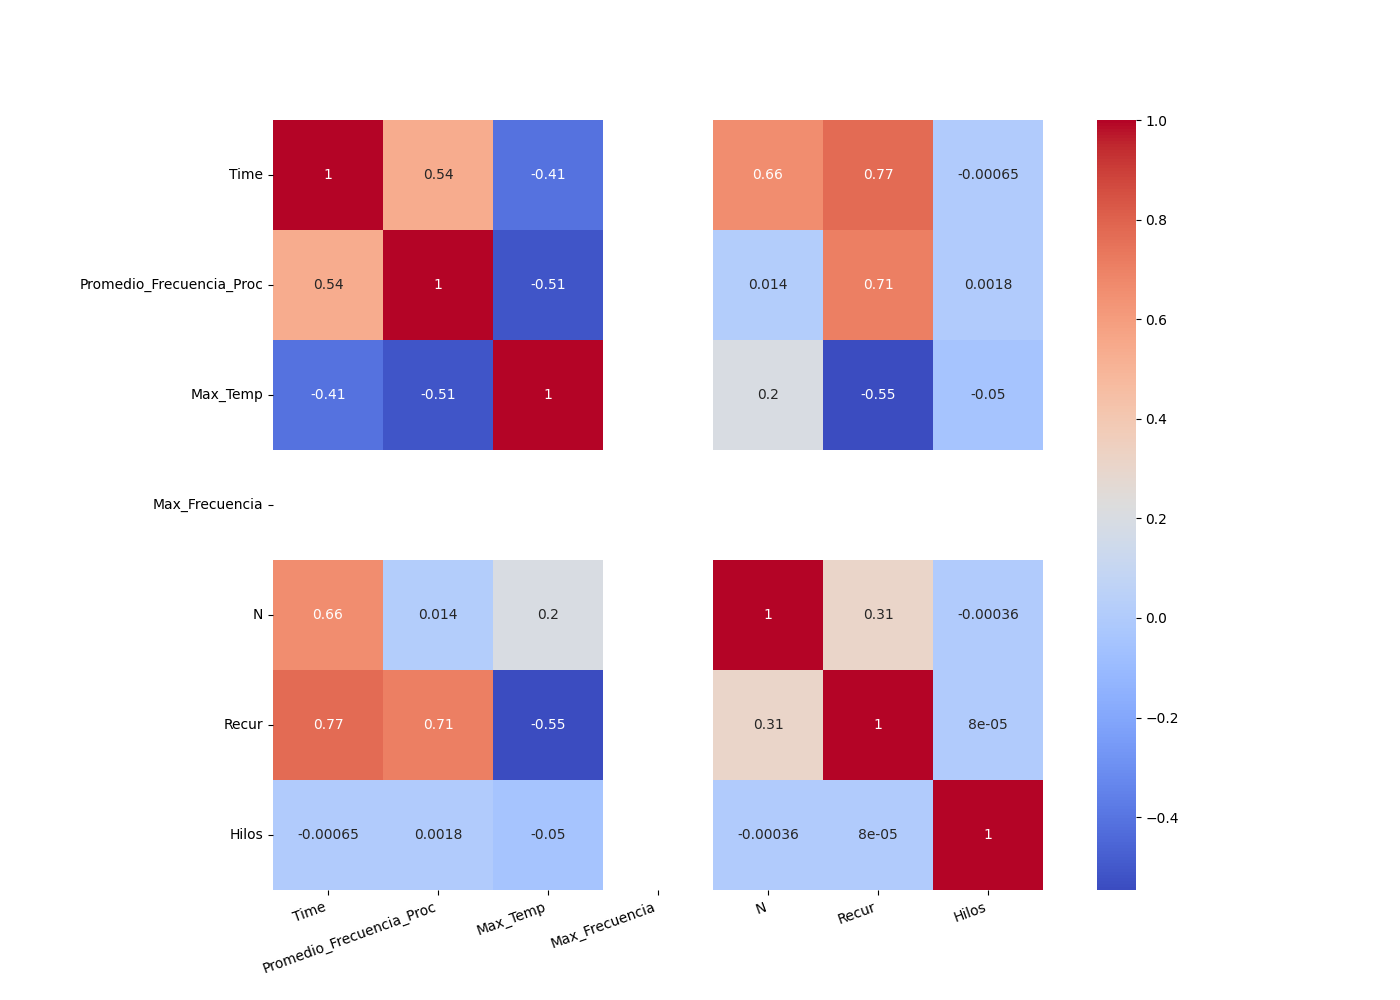 Time 1 0.54 -0.41 0.66 0.77 -0.00065
Promedio_Frecuencia_Proc 0.54 1 -0.51 0.014 0.71 0.0018
Max_Temp -0.41 -0.51 1 0.2 -0.55 -0.05
Max_Frecuencia
N 0.66 0.014 0.2 1 0.31 -0.00036
Recur 0.77 0.71 -0.55 0.31 1 8e-05
Hilos -0.00065 0.0018 -0.05 -0.00036 8e-05 1
Time Promedio_Frecuencia_Proc Max_Temp Max_Frecuencia N Recur Hilos
1.0
0.8
0.6
0.4
0.2
0.0
−0.2
−0.4